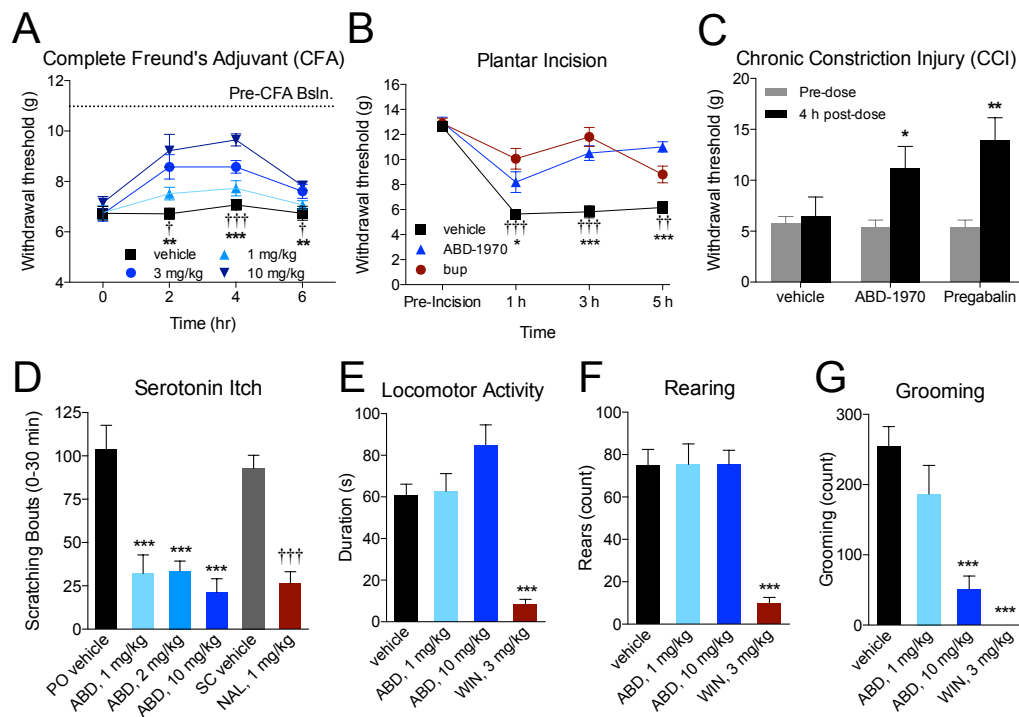 A
Complete Freund's Adjuvant (CFA)
Withdrawal threshold (g)
12
10
8
6
4
Pre-CFA Bsln.
†
**
†††
***
†
**
vehicle
1 mg/kg
3 mg/kg
10 mg/kg
0
2
4
6
Time (hr)
B
Plantar Incision
Withdrawal threshold (g)
16
14
12
10
8
6
4
2
0
†††
*
†††
***
††
***
vehicle
ABD-1970
bup
Pre-Incision
1 h
3 h
5 h
Time
C
Chronic Constriction Injury (CCI)
Withdrawal threshold (g)
20
15
10
5
0
Pre-dose
4 h post-dose
*
**
vehicle
ABD-1970
Pregabalin
D
Serotonin Itch
Scratching Bouts (0-30 min)
125
100
75
50
25
0
***
***
***
†††
PO vehicle
ABD, 1 mg/kg
ABD, 2 mg/kg
ABD, 10 mg/kg
SC vehicle
NAL, 1 mg/kg
E
Locomotor Activity
Duration (s)
100
80
60
40
20
0
***
vehicle
ABD, 1 mg/kg
ABD, 10 mg/kg
WIN, 3 mg/kg
F
Rearing
Rears (count)
100
80
60
40
20
0
***
vehicle
ABD, 1 mg/kg
ABD, 10 mg/kg
WIN, 3 mg/kg
G
Grooming
Grooming (count)
300
200
100
0
***
***
vehicle
ABD, 1 mg/kg
ABD, 10 mg/kg
WIN, 3 mg/kg